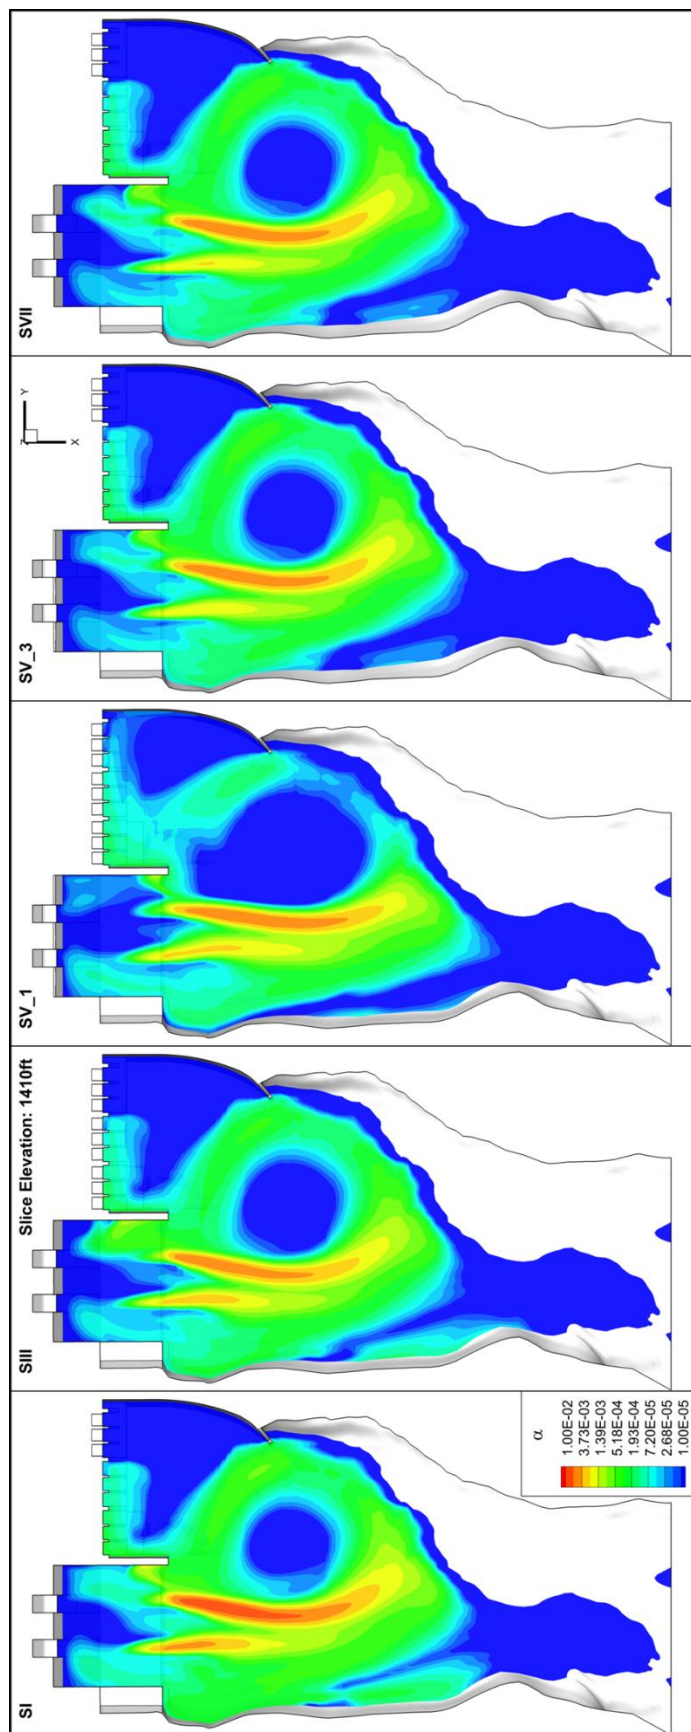 SI
SIII
Slice Elevation: 1410ft
SV_1
SV_3
SVII
Z
Y
X
α
1.00E-02
3.73E-03
1.39E-03
5.18E-04
1.93E-04
7.20E-05
2.68E-05
1.00E-05